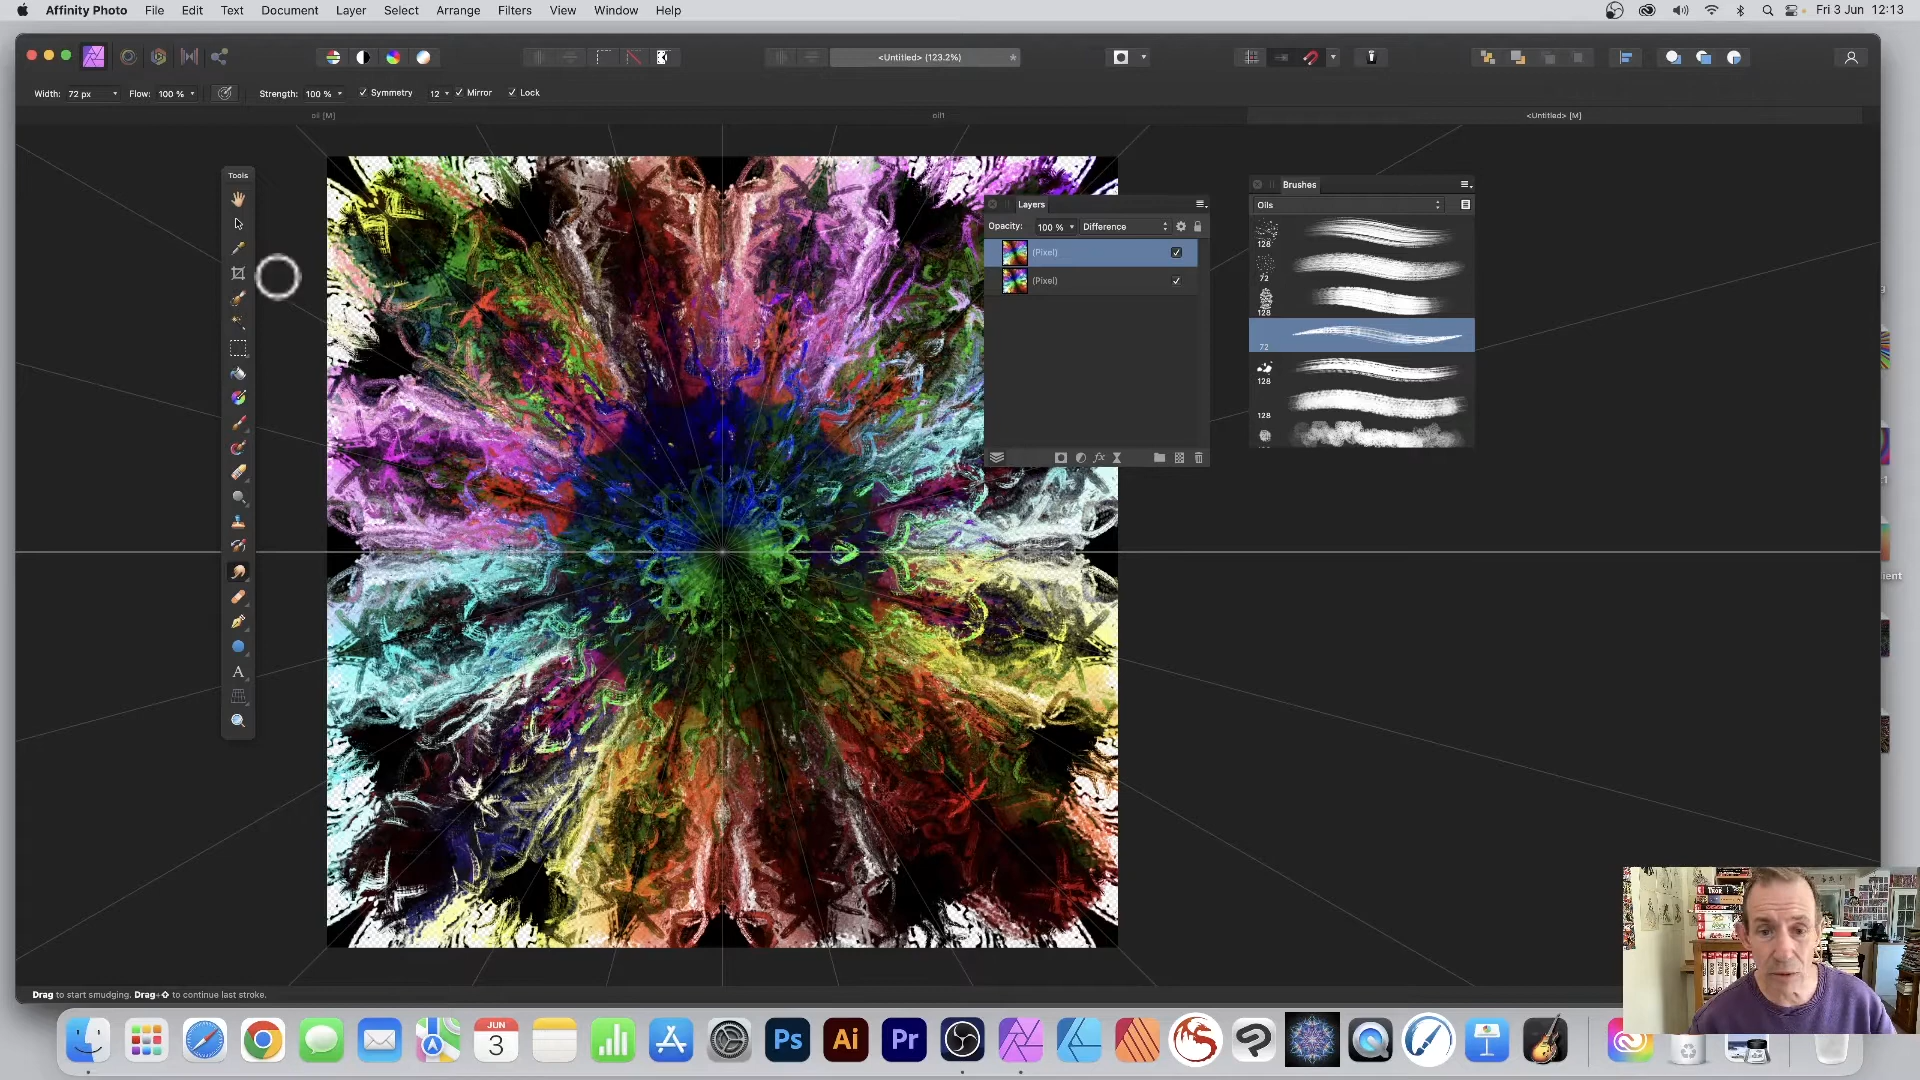 Affinity Photo File Edit Text Document Layer Select Arrange Filters View Window Help Fri 3 Jun 12:13
<Untitled> (123.2%)
Width: 72 px Flow: 100 % Strength: 100 % Symmetry 12 Mirror Lock
oil [M] oil1 <Untitled> [M]
Tools
Layers
Opacity: 100 % Difference
(Pixel)
(Pixel)
fx
Brushes
Oils
128
72
128
72
128
128
A
Drag to start smudging. Drag+⇧ to continue last stroke.
JUN
3
Ps Ai Pr